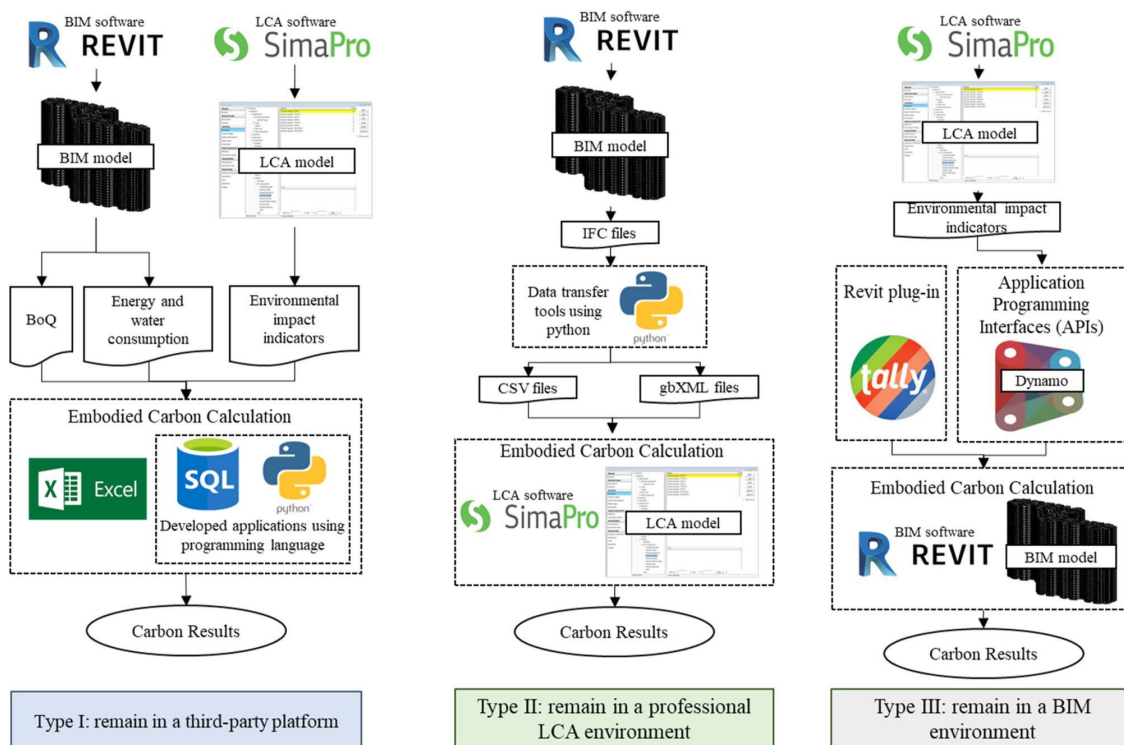 BIM software
REVIT
LCA software
SimaPro
BIM model
LCA model
BoQ
Energy and
water
consumption
Environmental
impact
indicators
Embodied Carbon Calculation
Excel
SQL
python
Developed applications using
programming language
Carbon Results
Type I: remain in a third-party platform
BIM software
REVIT
BIM model
IFC files
Data transfer
tools using
python
python
CSV files
gbXML files
Embodied Carbon Calculation
LCA software
SimaPro
LCA model
Carbon Results
Type II: remain in a professional
LCA environment
LCA software
SimaPro
LCA model
Environmental impact
indicators
Revit plug-in
tally
Application
Programming
Interfaces (APIs)
Dynamo
Embodied Carbon Calculation
BIM software
REVIT
BIM model
Carbon Results
Type III: remain in a BIM
environment